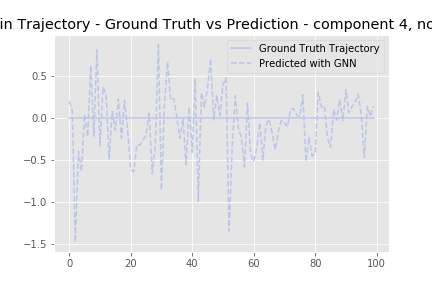 in Trajectory - Ground Truth vs Prediction - component 4, no
Ground Truth Trajectory
Predicted with GNN
0.5
0.0
−0.5
−1.0
−1.5
0 20 40 60 80 100